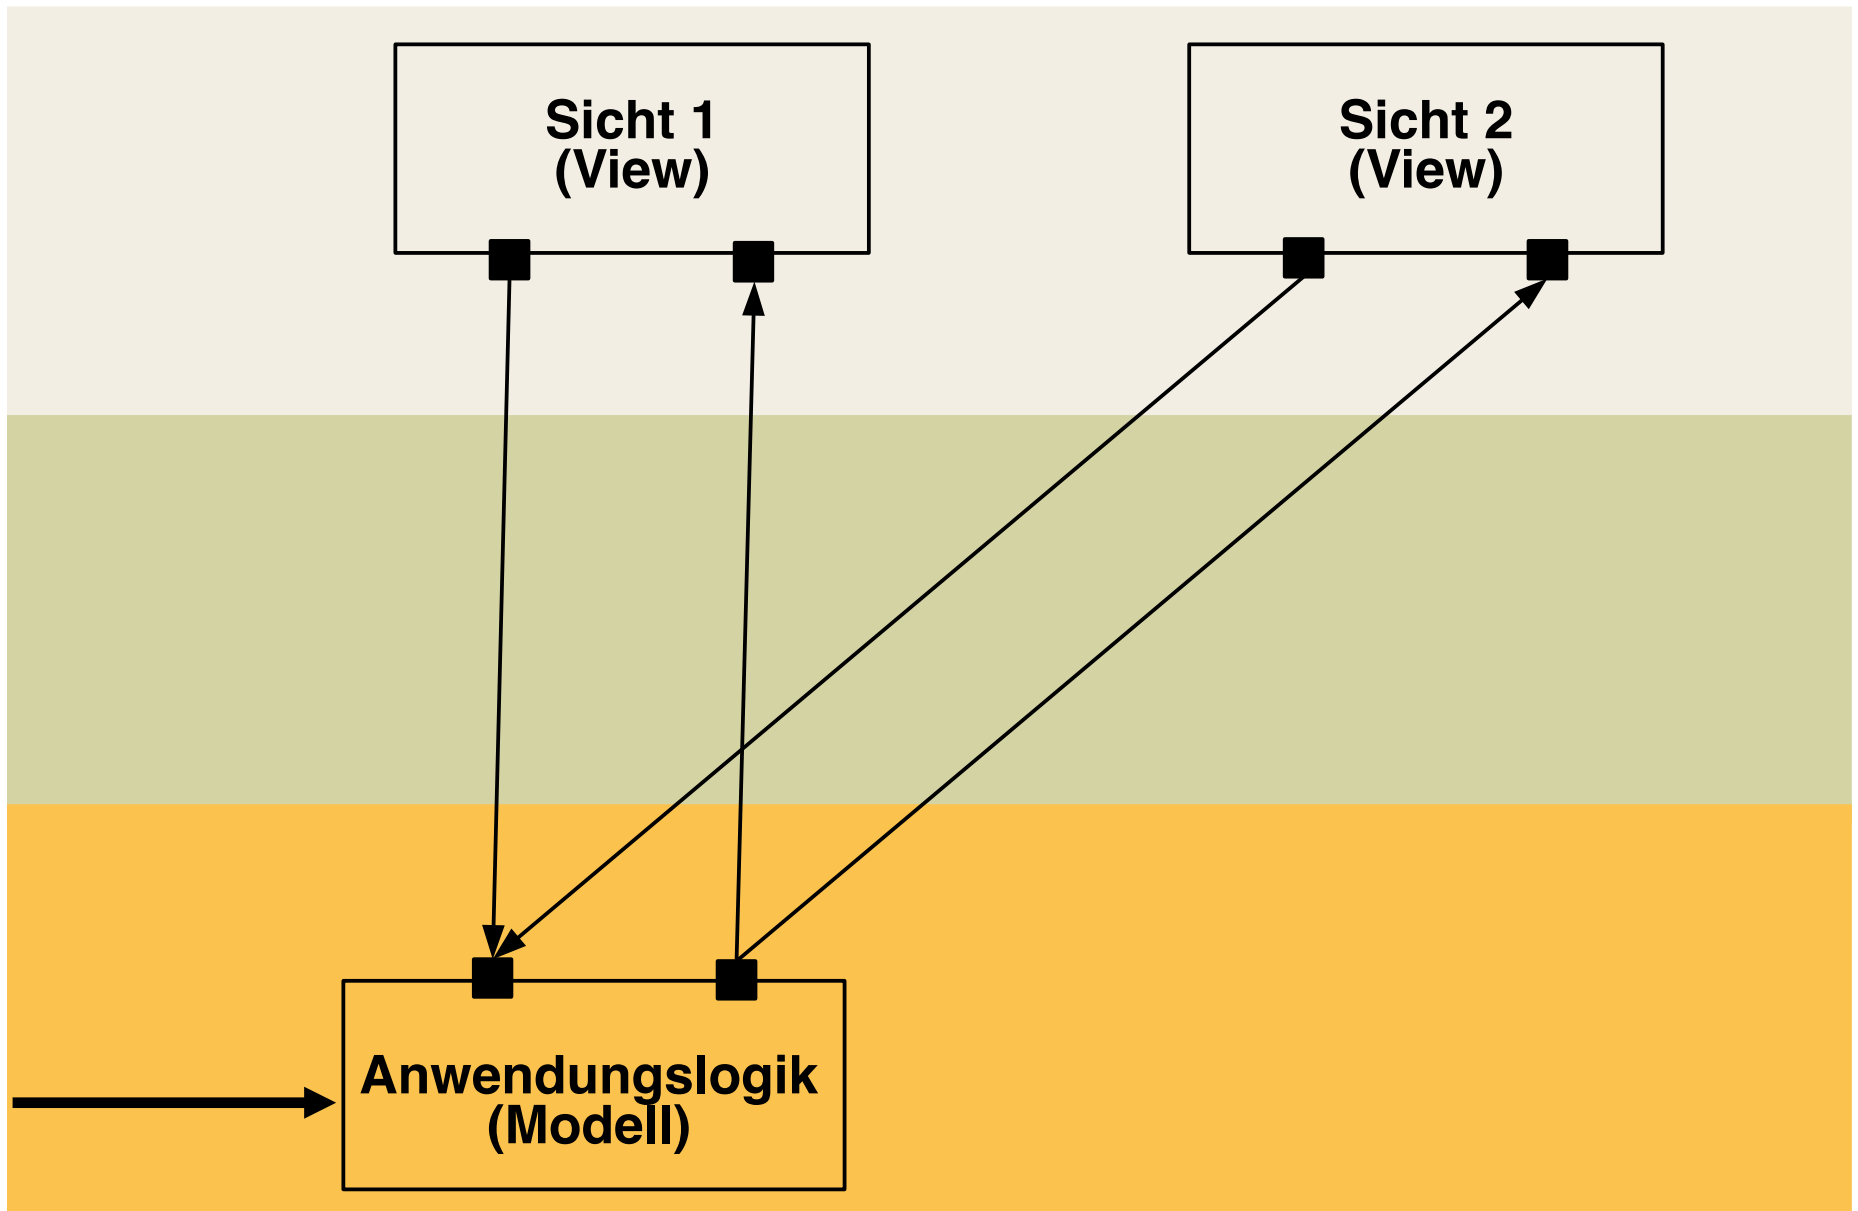 Sicht 1
(View)
Sicht 2
(View)
Anwendungslogik
(Modell)